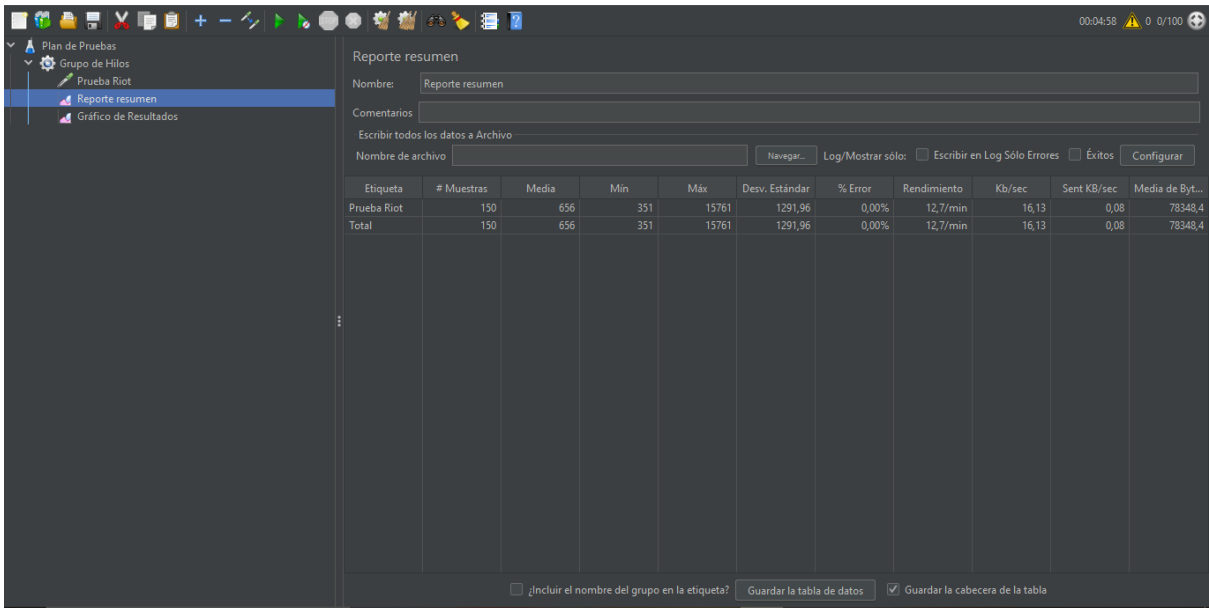 00:04:58 0 0/100
Plan de Pruebas
Grupo de Hilos
Prueba Riot
Reporte resumen
Gráfico de Resultados
Reporte resumen
Nombre: Reporte resumen
Comentarios
Escribir todos los datos a Archivo
Nombre de archivo Navegar... Log/Mostrar sólo: Escribir en Log Sólo Errores Éxitos Configurar
Etiqueta # Muestras Media Mín Máx Desv. Estándar % Error Rendimiento Kb/sec Sent KB/sec Media de Byt...
Prueba Riot 150 656 351 15761 1291,96 0,00% 12,7/min 16,13 0,08 78348,4
Total 150 656 351 15761 1291,96 0,00% 12,7/min 16,13 0,08 78348,4
¿Incluir el nombre del grupo en la etiqueta? Guardar la tabla de datos Guardar la cabecera de la tabla